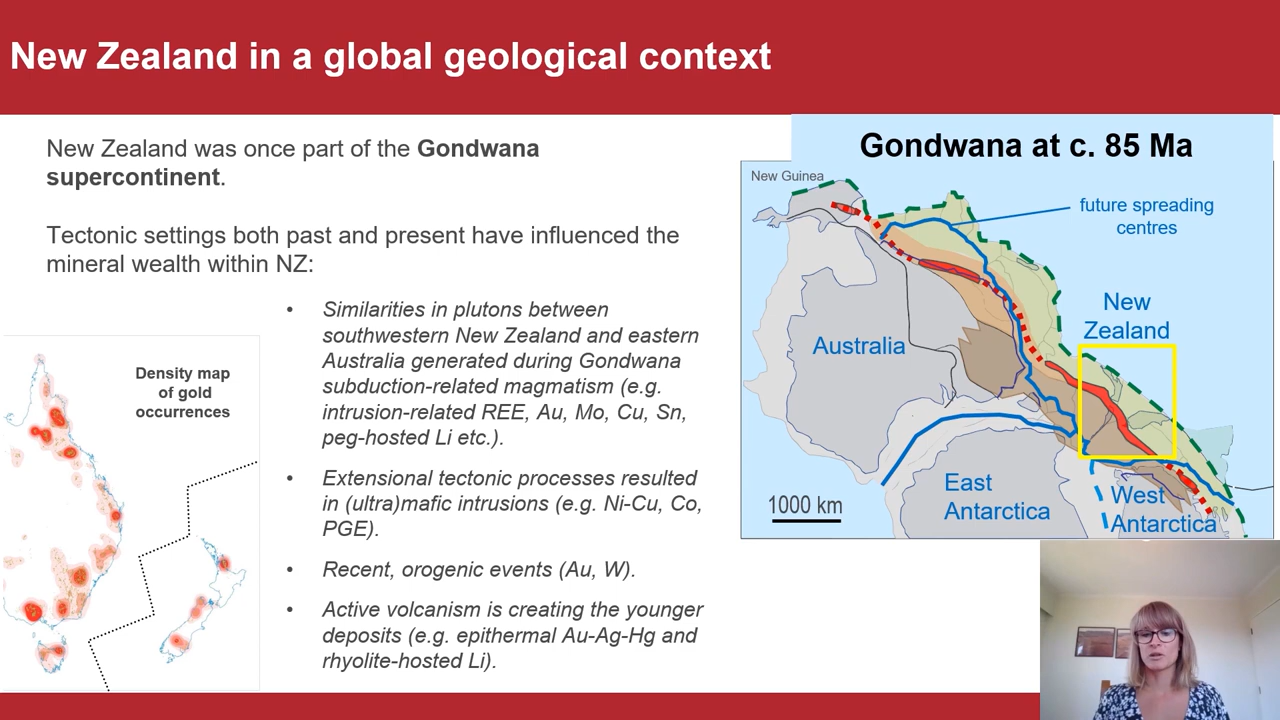 New Zealand in a global geological context
New Zealand was once part of the Gondwana
supercontinent.
Tectonic settings both past and present have influenced the
mineral wealth within NZ:
• Similarities in plutons between
southwestern New Zealand and eastern
Australia generated during Gondwana
subduction-related magmatism (e.g.
intrusion-related REE, Au, Mo, Cu, Sn,
peg-hosted Li etc.).
• Extensional tectonic processes resulted
in (ultra)mafic intrusions (e.g. Ni-Cu, Co,
PGE).
• Recent, orogenic events (Au, W).
• Active volcanism is creating the younger
deposits (e.g. epithermal Au-Ag-Hg and
rhyolite-hosted Li).
Density map
of gold
occurrences
Gondwana at c. 85 Ma
New Guinea
future spreading
centres
New
Zealand
Australia
East
Antarctica
West
Antarctica
1000 km